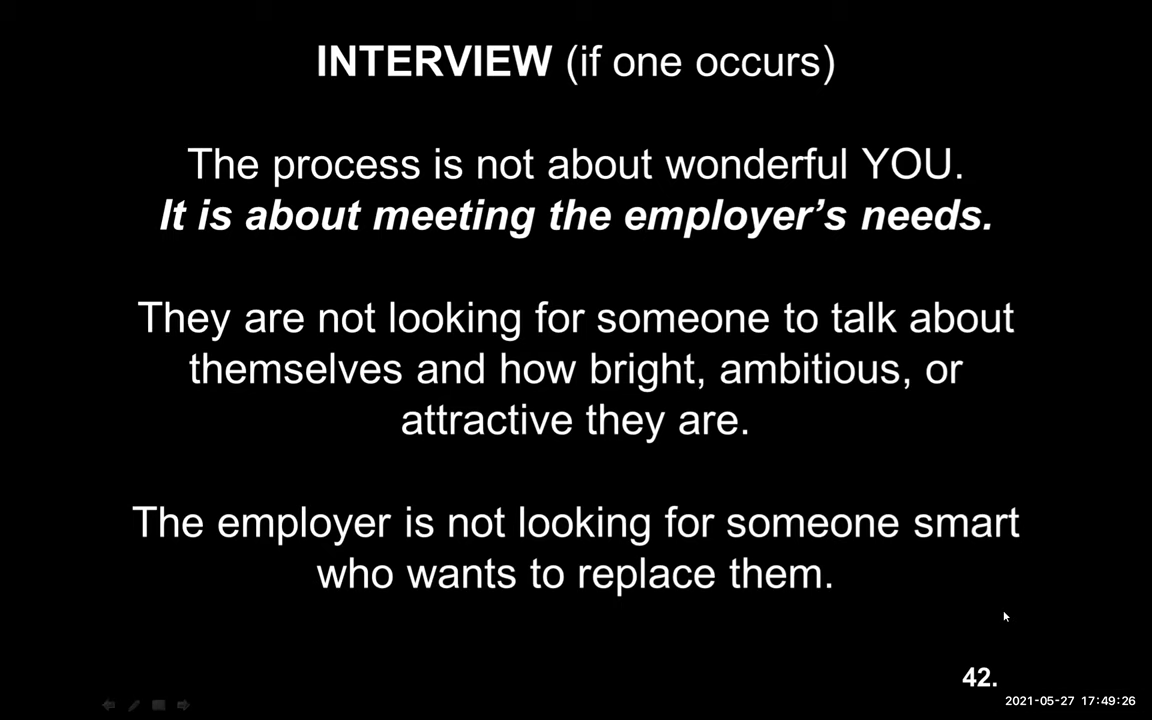 INTERVIEW (if one occurs)
The process is not about wonderful YOU.
It is about meeting the employer’s needs.
They are not looking for someone to talk about
themselves and how bright, ambitious, or
attractive they are.
The employer is not looking for someone smart
who wants to replace them.
42.
2021-05-27 17:49:26